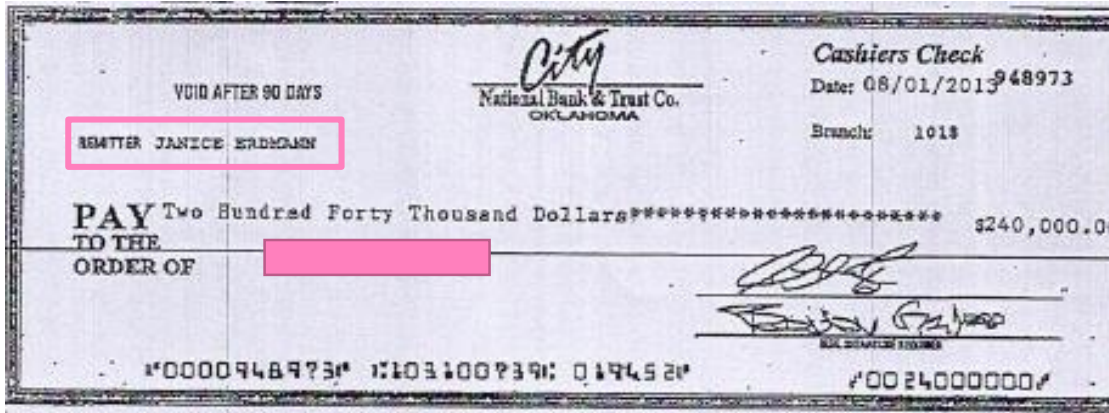 City
National Bank & Trust Co.
OKLAHOMA
Cashiers Check
Date: 08/01/2013 948973
Branch: 1018
VOID AFTER 90 DAYS
REMITTER JANICE ERDMANN
PAY Two Hundred Forty Thousand Dollars************************* $240,000.0
TO THE
ORDER OF
⑈0000948973⑈ ⑆103100739⑆ 019452⑈ ⑈0024000000⑈